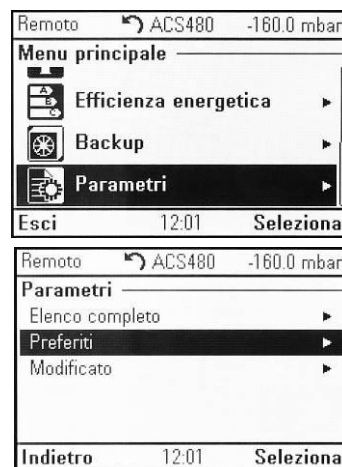 Remoto ACS480 -160.0 mbar
Menu principale
Efficienza energetica
Backup
Parametri
Esci 12:01 Seleziona
Remoto ACS480 -160.0 mbar
Parametri
Elenco completo
Preferiti
Modificato
Indietro 12:01 Seleziona